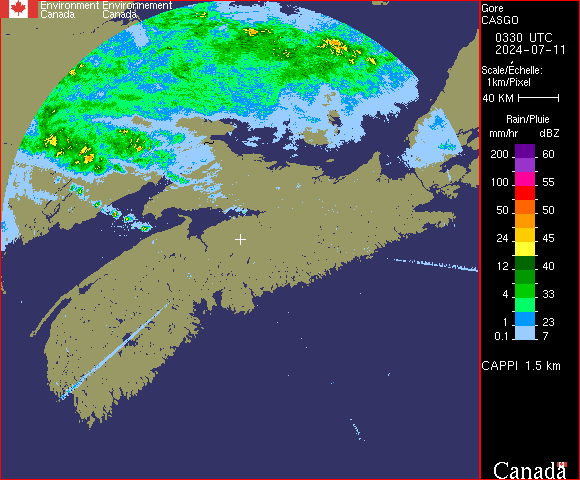 Environment Environnement
Canada Canada
Gore
CASGO
0330 UTC
2024-07-11
Scale/Échelle:
1km/Pixel
40 KM
Rain/Pluie
mm/hr dBZ
200 60
100 55
50 50
24 45
12 40
4 33
1 23
0.1 7
CAPPI 1.5 km
Canada